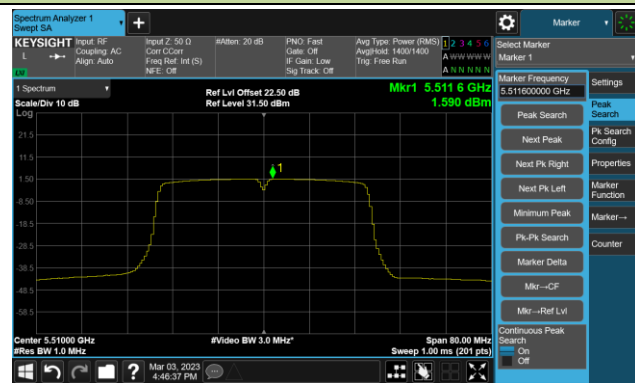 Spectrum Analyzer 1
Swept SA
+
Marker
KEYSIGHT
L
LV
Input: RF
Coupling: AC
Align: Auto
Input Z: 50 Ω
Corr CCorr
Freq Ref: Int (S)
NFE: Off
#Atten: 20 dB
PNO: Fast
Gate: Off
IF Gain: Low
Sig Track: Off
Avg Type: Power (RMS)
Avg|Hold: 1400/1400
Trig: Free Run
1 2 3 4 5 6
A W W W W W
A N N N N N
Select Marker
Marker 1
1 Spectrum
Scale/Div 10 dB
Log
Ref Lvl Offset 22.50 dB
Ref Level 31.50 dBm
Mkr1 5.511 6 GHz
1.590 dBm
21.5
11.5
1.50
-8.50
-18.5
-28.5
-38.5
-48.5
-58.5
1
Center 5.51000 GHz
#Res BW 1.0 MHz
#Video BW 3.0 MHz*
Span 80.00 MHz
Sweep 1.00 ms (201 pts)
Marker Frequency
5.511600000 GHz
Peak Search
Next Peak
Next Pk Right
Next Pk Left
Minimum Peak
Pk-Pk Search
Marker Delta
Mkr→CF
Mkr→Ref Lvl
Continuous Peak
Search
On
Off
Settings
Peak
Search
Pk Search
Config
Properties
Marker
Function
Marker→
Counter
?
Mar 03, 2023
4:46:37 PM